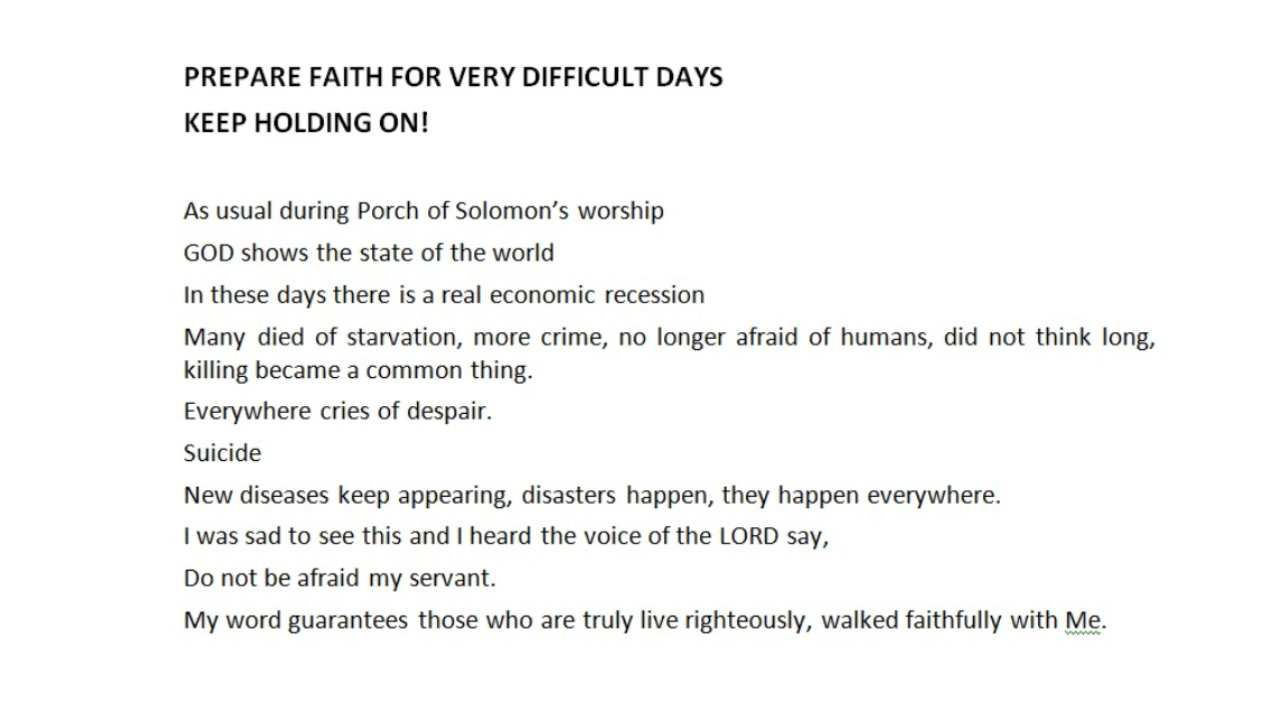 PREPARE FAITH FOR VERY DIFFICULT DAYS
KEEP HOLDING ON!
As usual during Porch of Solomon’s worship
GOD shows the state of the world
In these days there is a real economic recession
Many died of starvation, more crime, no longer afraid of humans, did not think long,
killing became a common thing.
Everywhere cries of despair.
Suicide
New diseases keep appearing, disasters happen, they happen everywhere.
I was sad to see this and I heard the voice of the LORD say,
Do not be afraid my servant.
My word guarantees those who are truly live righteously, walked faithfully with Me.